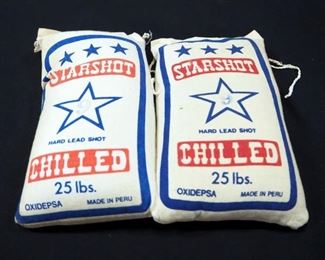 STARSHOT
HARD LEAD SHOT
CHILLED
25 lbs.
OXIDEPSA MADE IN PERU
STARSHOT
HARD LEAD SHOT
CHILLED
25 lbs.
OXIDEPSA MADE IN PERU